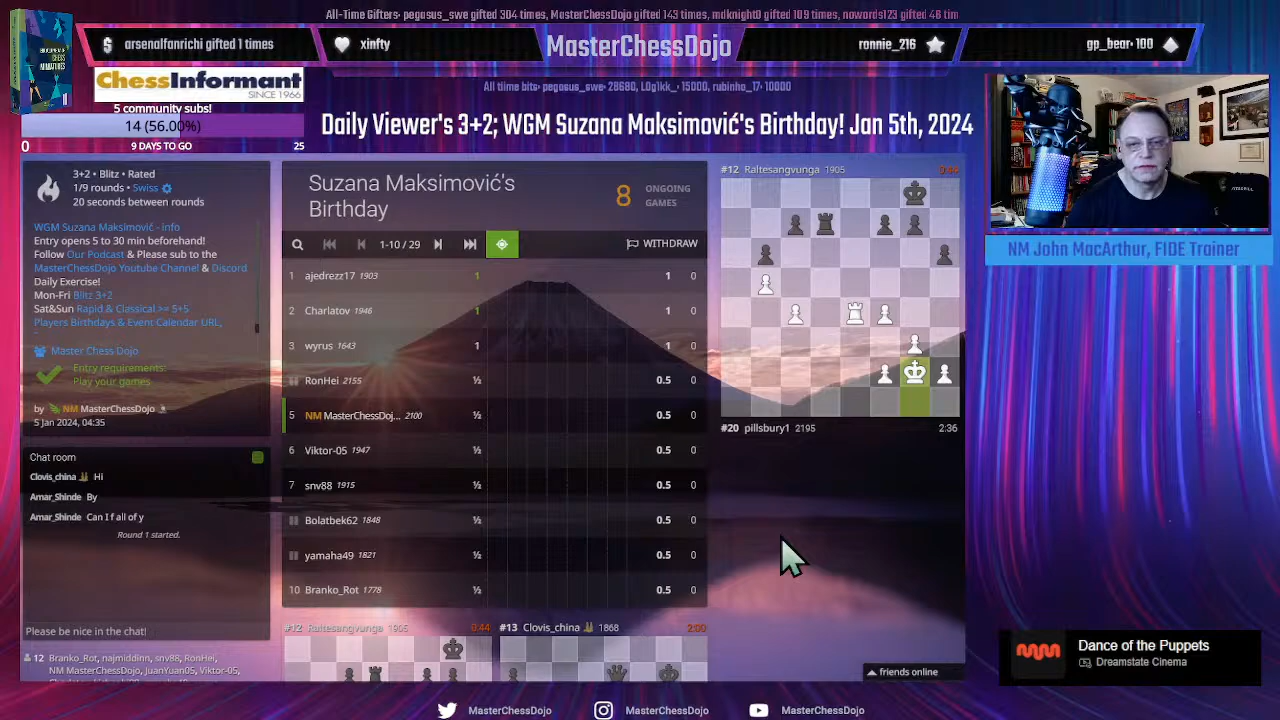 All-Time Gifters: pegasus_swe gifted 304 times, MasterChessDojo gifted 143 times, mdknight0 gifted 109 times, nowards123 gifted 46 tim
arsenalfanrichi gifted 1 times
xinfty
MasterChessDojo
ronnie_216
gp_bear: 100
ChessInformant
SINCE 1966
All time bits: pegasus_swe: 28680, L0g1kk_: 15000, rubinho_17: 10000
5 community subs!
14 (56.00%)
0
9 DAYS TO GO
25
Daily Viewer's 3+2; WGM Suzana Maksimović's Birthday! Jan 5th, 2024
3+2 • Blitz • Rated
1/9 rounds • Swiss
20 seconds between rounds
WGM Suzana Maksimović - info
Entry opens 5 to 30 min beforehand!
Follow Our Podcast & Please sub to the
MasterChessDojo Youtube Channel & Discord
Daily Exercise!
Mon-Fri Blitz 3+2
Sat&Sun Rapid & Classical >= 5+5
Players Birthdays & Event Calendar URL,
Master Chess Dojo
Entry requirements:
Play your games
by NM MasterChessDojo
5 Jan 2024, 04:35
Chat room
Clovis_china Hi
Amar_Shinde By
Amar_Shinde Can I f all of y
Round 1 started.
Please be nice in the chat!
12 Branko_Rot, najmiddinn, snv88, RonHei,
NM MasterChessDojo, JuanYuan05, Viktor-05,
Suzana Maksimović's
Birthday
8 ONGOING
GAMES
1-10 / 29
WITHDRAW
1 ajedrezz17 1903 1 1 0
2 Charlatov 1946 1 1 0
3 wyrus 1643 1 1 0
RonHei 2155 ½ 0.5 0
5 NM MasterChessDoj... 2100 ½ 0.5 0
6 Viktor-05 1947 ½ 0.5 0
7 snv88 1915 ½ 0.5 0
Bolatbek62 1848 ½ 0.5 0
yamaha49 1821 ½ 0.5 0
10 Branko_Rot 1778 ½ 0.5 0
#12 Raltesangvunga 1905 0:44
#13 Clovis_china 1868 2:00
#12 Raltesangvunga 1905 0:44
#20 pillsbury1 2195 2:36
friends online
NM John MacArthur, FIDE Trainer
Dance of the Puppets
Dreamstate Cinema
MasterChessDojo
MasterChessDojo
MasterChessDojo